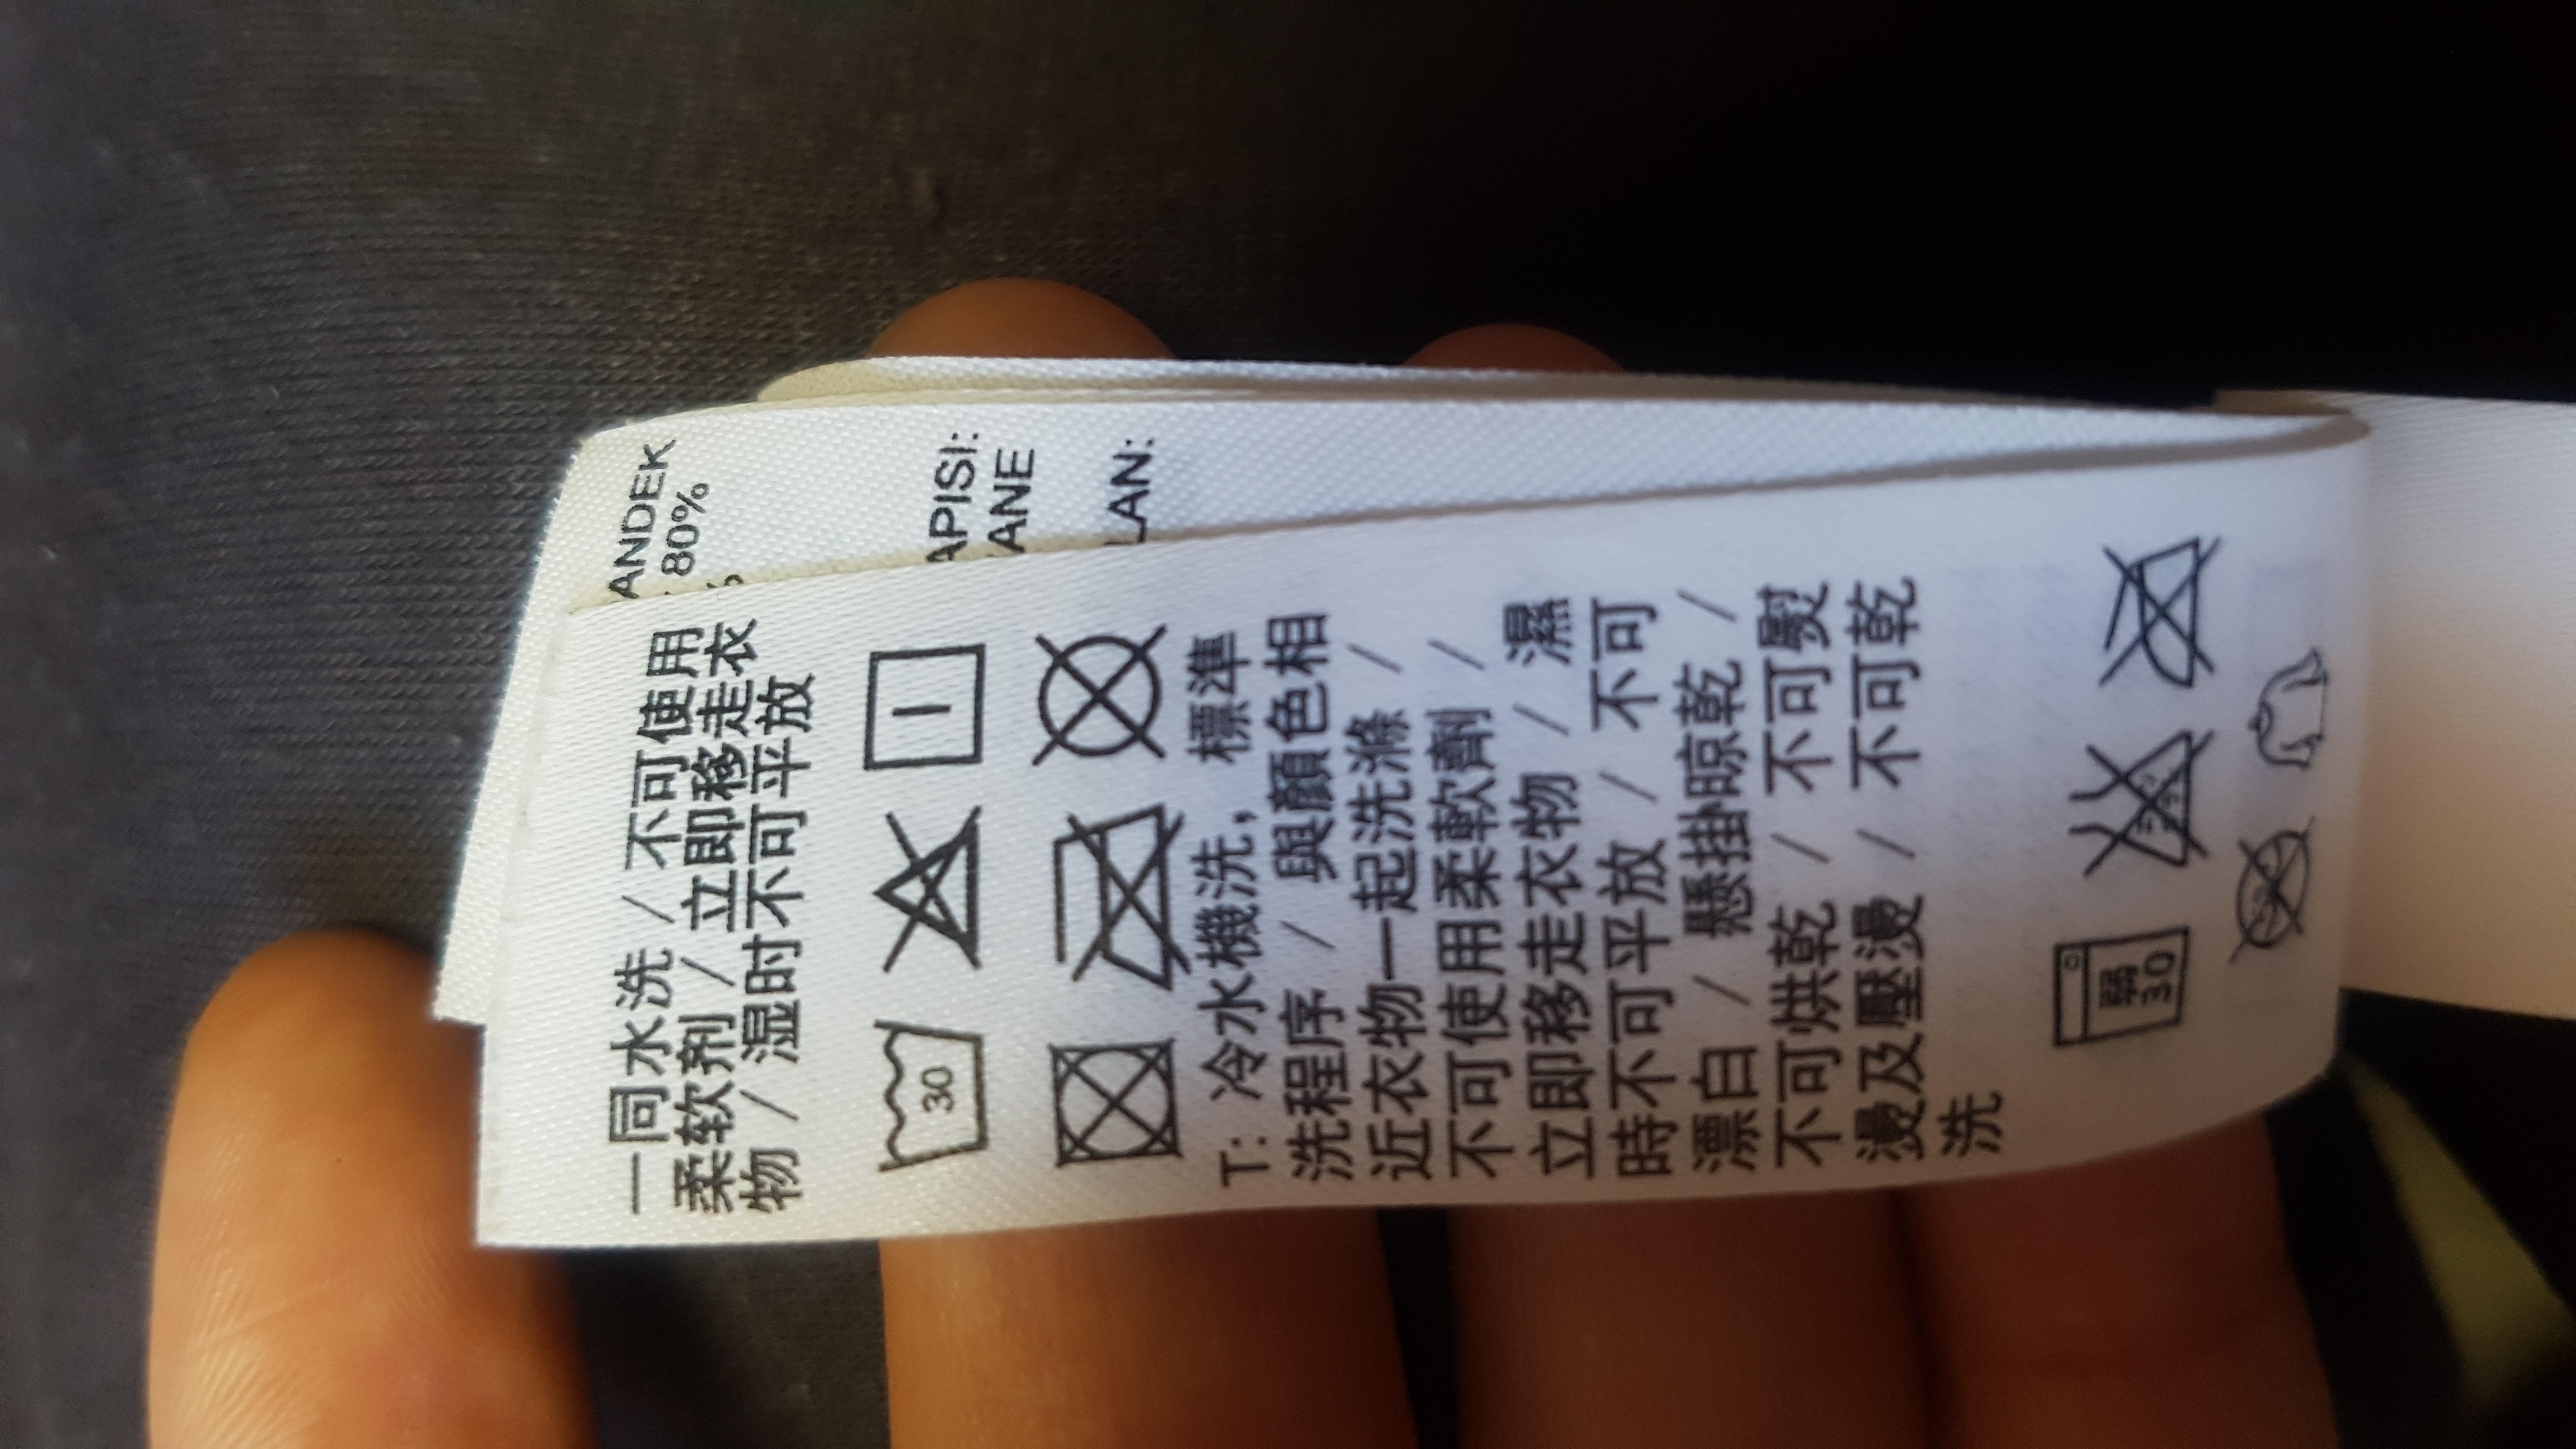 一同水洗 / 不可使用
柔软剂 / 立即移走衣
物 / 湿时不可平放
30
T: 冷水機洗，標準
洗程序 / 與顏色相
近衣物一起洗滌 /
不可使用柔軟劑 /
立即移走衣物 / 濕
時不可平放 / 不可
漂白 / 懸掛晾乾 /
不可烘乾 / 不可熨
燙及壓燙 / 不可乾
洗
弱
30
ANDEK
80%
%
APISI:
ANE
LAN: